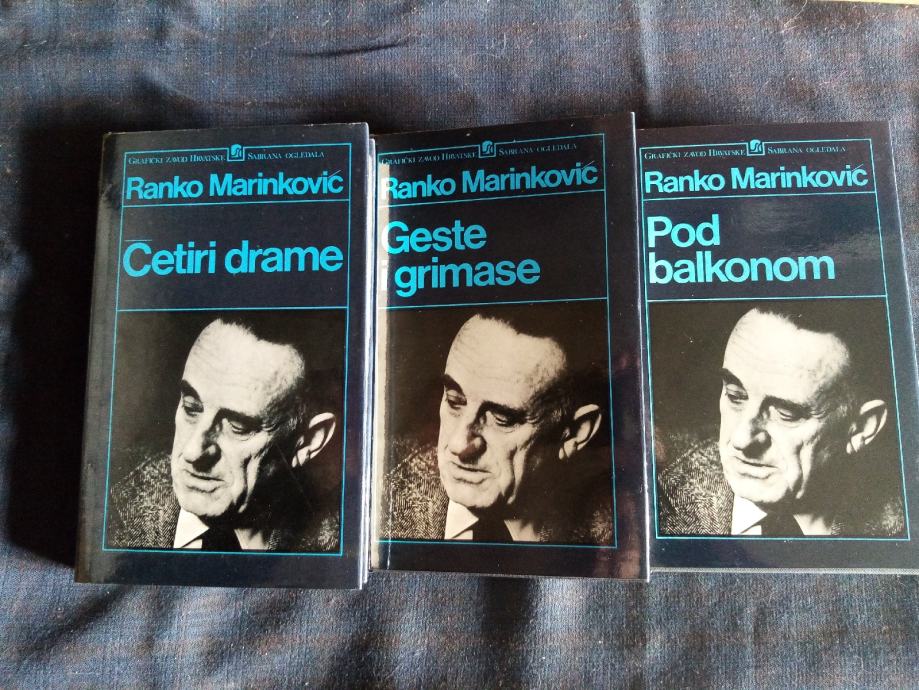 GRAFIČKI ZAVOD HRVATSKE SABRANA OGLEDALA
Ranko Marinković
Četiri drame
GRAFIČKI ZAVOD HRVATSKE SABRANA OGLEDALA
Ranko Marinković
Geste
i grimase
GRAFIČKI ZAVOD HRVATSKE SABRANA OGLEDALA
Ranko Marinković
Pod
balkonom